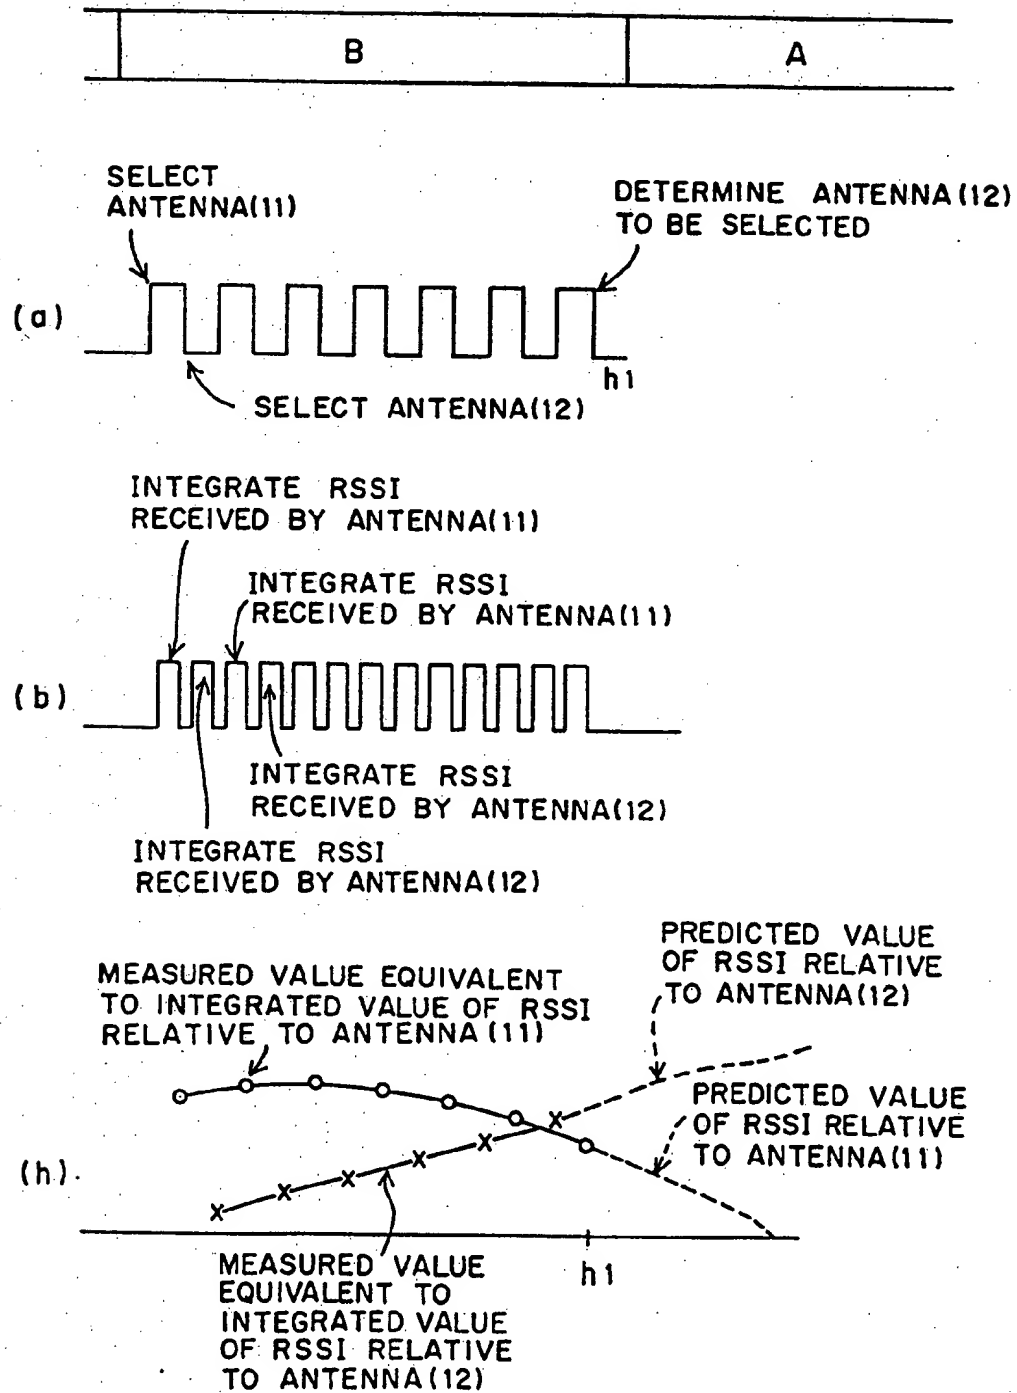 B
A
SELECT
ANTENNA(11)
DETERMINE ANTENNA(12)
TO BE SELECTED
(a)
h1
SELECT ANTENNA(12)
INTEGRATE RSSI
RECEIVED BY ANTENNA(11)
INTEGRATE RSSI
RECEIVED BY ANTENNA(11)
(b)
INTEGRATE RSSI
RECEIVED BY ANTENNA(12)
INTEGRATE RSSI
RECEIVED BY ANTENNA(12)
PREDICTED VALUE
OF RSSI RELATIVE
TO ANTENNA(12)
MEASURED VALUE EQUIVALENT
TO INTEGRATED VALUE OF RSSI
RELATIVE TO ANTENNA(11)
PREDICTED VALUE
OF RSSI RELATIVE
TO ANTENNA(11)
(h)
h1
MEASURED VALUE
EQUIVALENT TO
INTEGRATED VALUE
OF RSSI RELATIVE
TO ANTENNA(12)